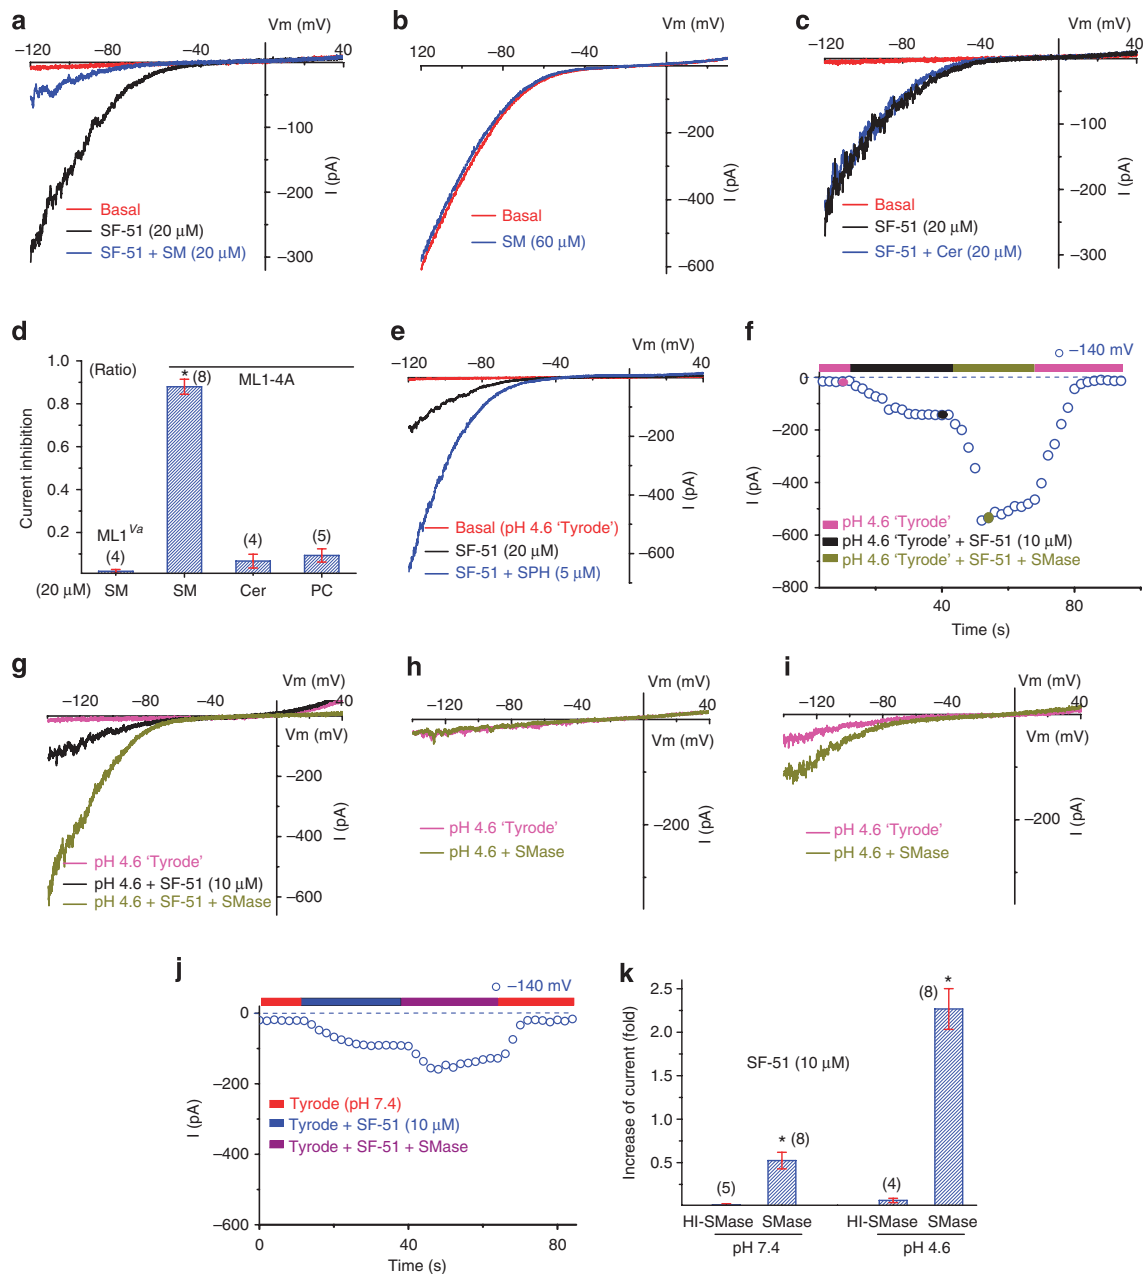 a
Vm (mV)
−120 −80 −40 40
−100
−200
−300
I (pA)
Basal
SF-51 (20 μM)
SF-51 + SM (20 μM)
b
Vm (mV)
120 −80 −40
−200
−400
−600
I (pA)
Basal
SM (60 μM)
c
Vm (mV)
−120 −80 −40 40
−100
−200
−300
I (pA)
Basal
SF-51 (20 μM)
SF-51 + Cer (20 μM)
d
(Ratio)
1.0
0.8
0.6
0.4
0.2
Current inhibition
* (8)
ML1-4A
ML1Va
(4)
(4)
(5)
(20 μM) SM SM Cer PC
e
Vm (mV)
−120 −80 −40 40
−200
−400
−600
I (pA)
Basal (pH 4.6 'Tyrode')
SF-51 (20 μM)
SF-51 + SPH (5 μM)
f
−140 mV
0
−200
−400
−600
−800
I (pA)
pH 4.6 'Tyrode'
pH 4.6 'Tyrode' + SF-51 (10 μM)
pH 4.6 'Tyrode' + SF-51 + SMase
40 80
Time (s)
g
Vm (mV)
−120 −80 −40 40
Vm (mV)
−200
−400
−600
I (pA)
pH 4.6 'Tyrode'
pH 4.6 + SF-51 (10 μM)
pH 4.6 + SF-51 + SMase
h
Vm (mV)
−120 −80 −40 40
Vm (mV)
−200
I (pA)
pH 4.6 'Tyrode'
pH 4.6 + SMase
i
Vm (mV)
−120 −80 −40 40
Vm (mV)
−200
I (pA)
pH 4.6 'Tyrode'
pH 4.6 + SMase
j
−140 mV
0
−200
−400
−600
I (pA)
Tyrode (pH 7.4)
Tyrode + SF-51 (10 μM)
Tyrode + SF-51 + SMase
0 40 80
Time (s)
k
2.5
2.0
1.5
1.0
0.5
Increase of current (fold)
SF-51 (10 μM)
(5)
* (8)
(4)
(8) *
HI-SMase SMase HI-SMase SMase
pH 7.4 pH 4.6